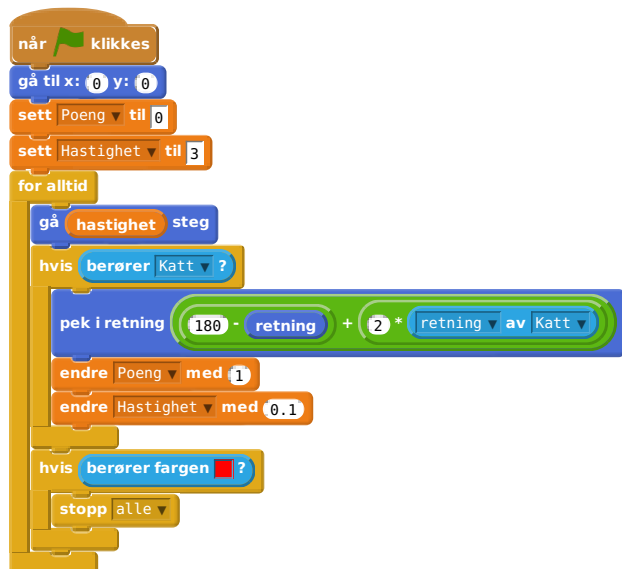 når klikkes
gå til x: 0 y: 0
sett Poeng til 0
sett Hastighet til 3
for alltid
gå hastighet steg
hvis berører Katt ?
pek i retning 180 - retning + 2 * retning av Katt
endre Poeng med 1
endre Hastighet med 0.1
hvis berører fargen ?
stopp alle